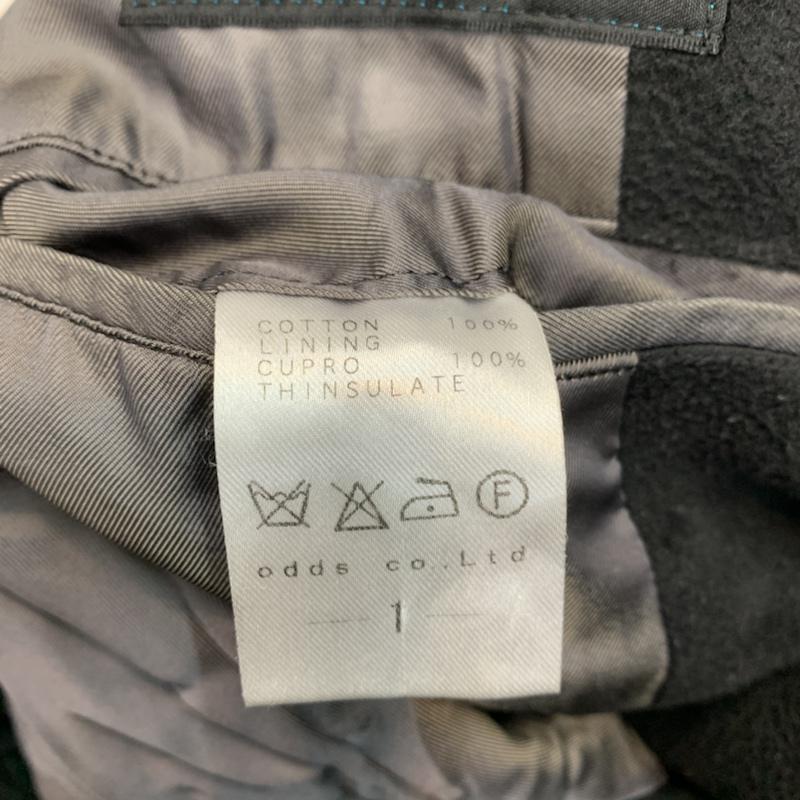 COTTON 100%
LINING
CUPRO 100%
THINSULATE
F
odds co.,Ltd
1